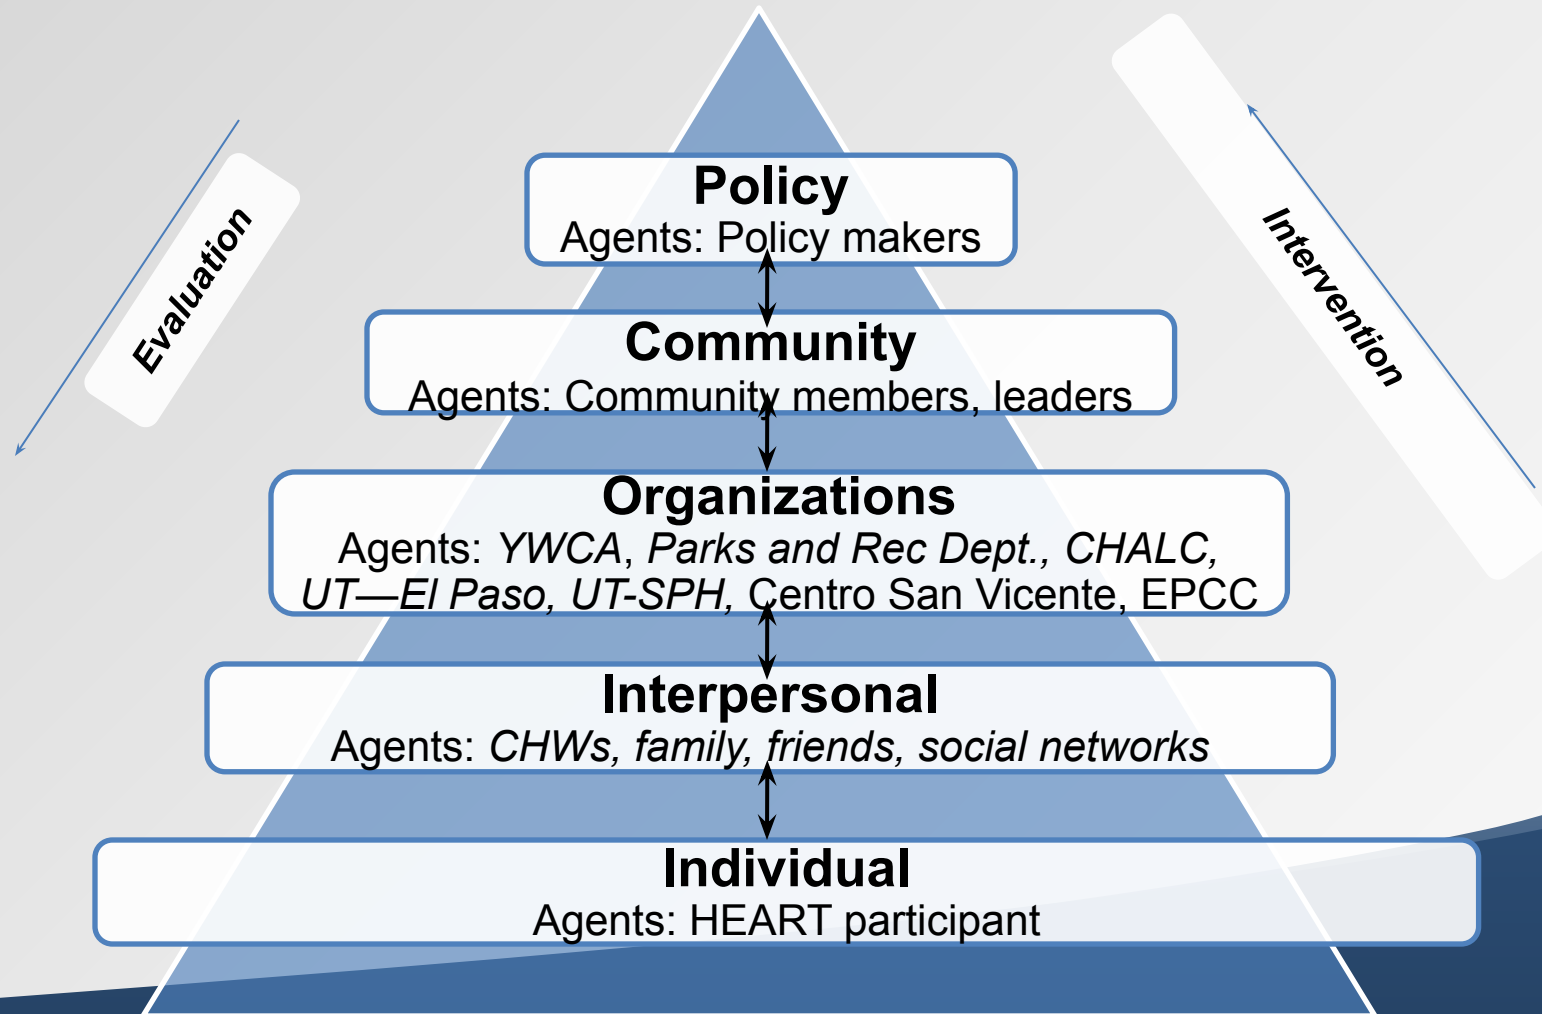 Policy
Agents: Policy makers
Evaluation
Intervention
Community
Agents: Community members, leaders
Organizations
Agents: YWCA, Parks and Rec Dept., CHALC,
UT—El Paso, UT-SPH, Centro San Vicente, EPCC
Interpersonal
Agents: CHWs, family, friends, social networks
Individual
Agents: HEART participant